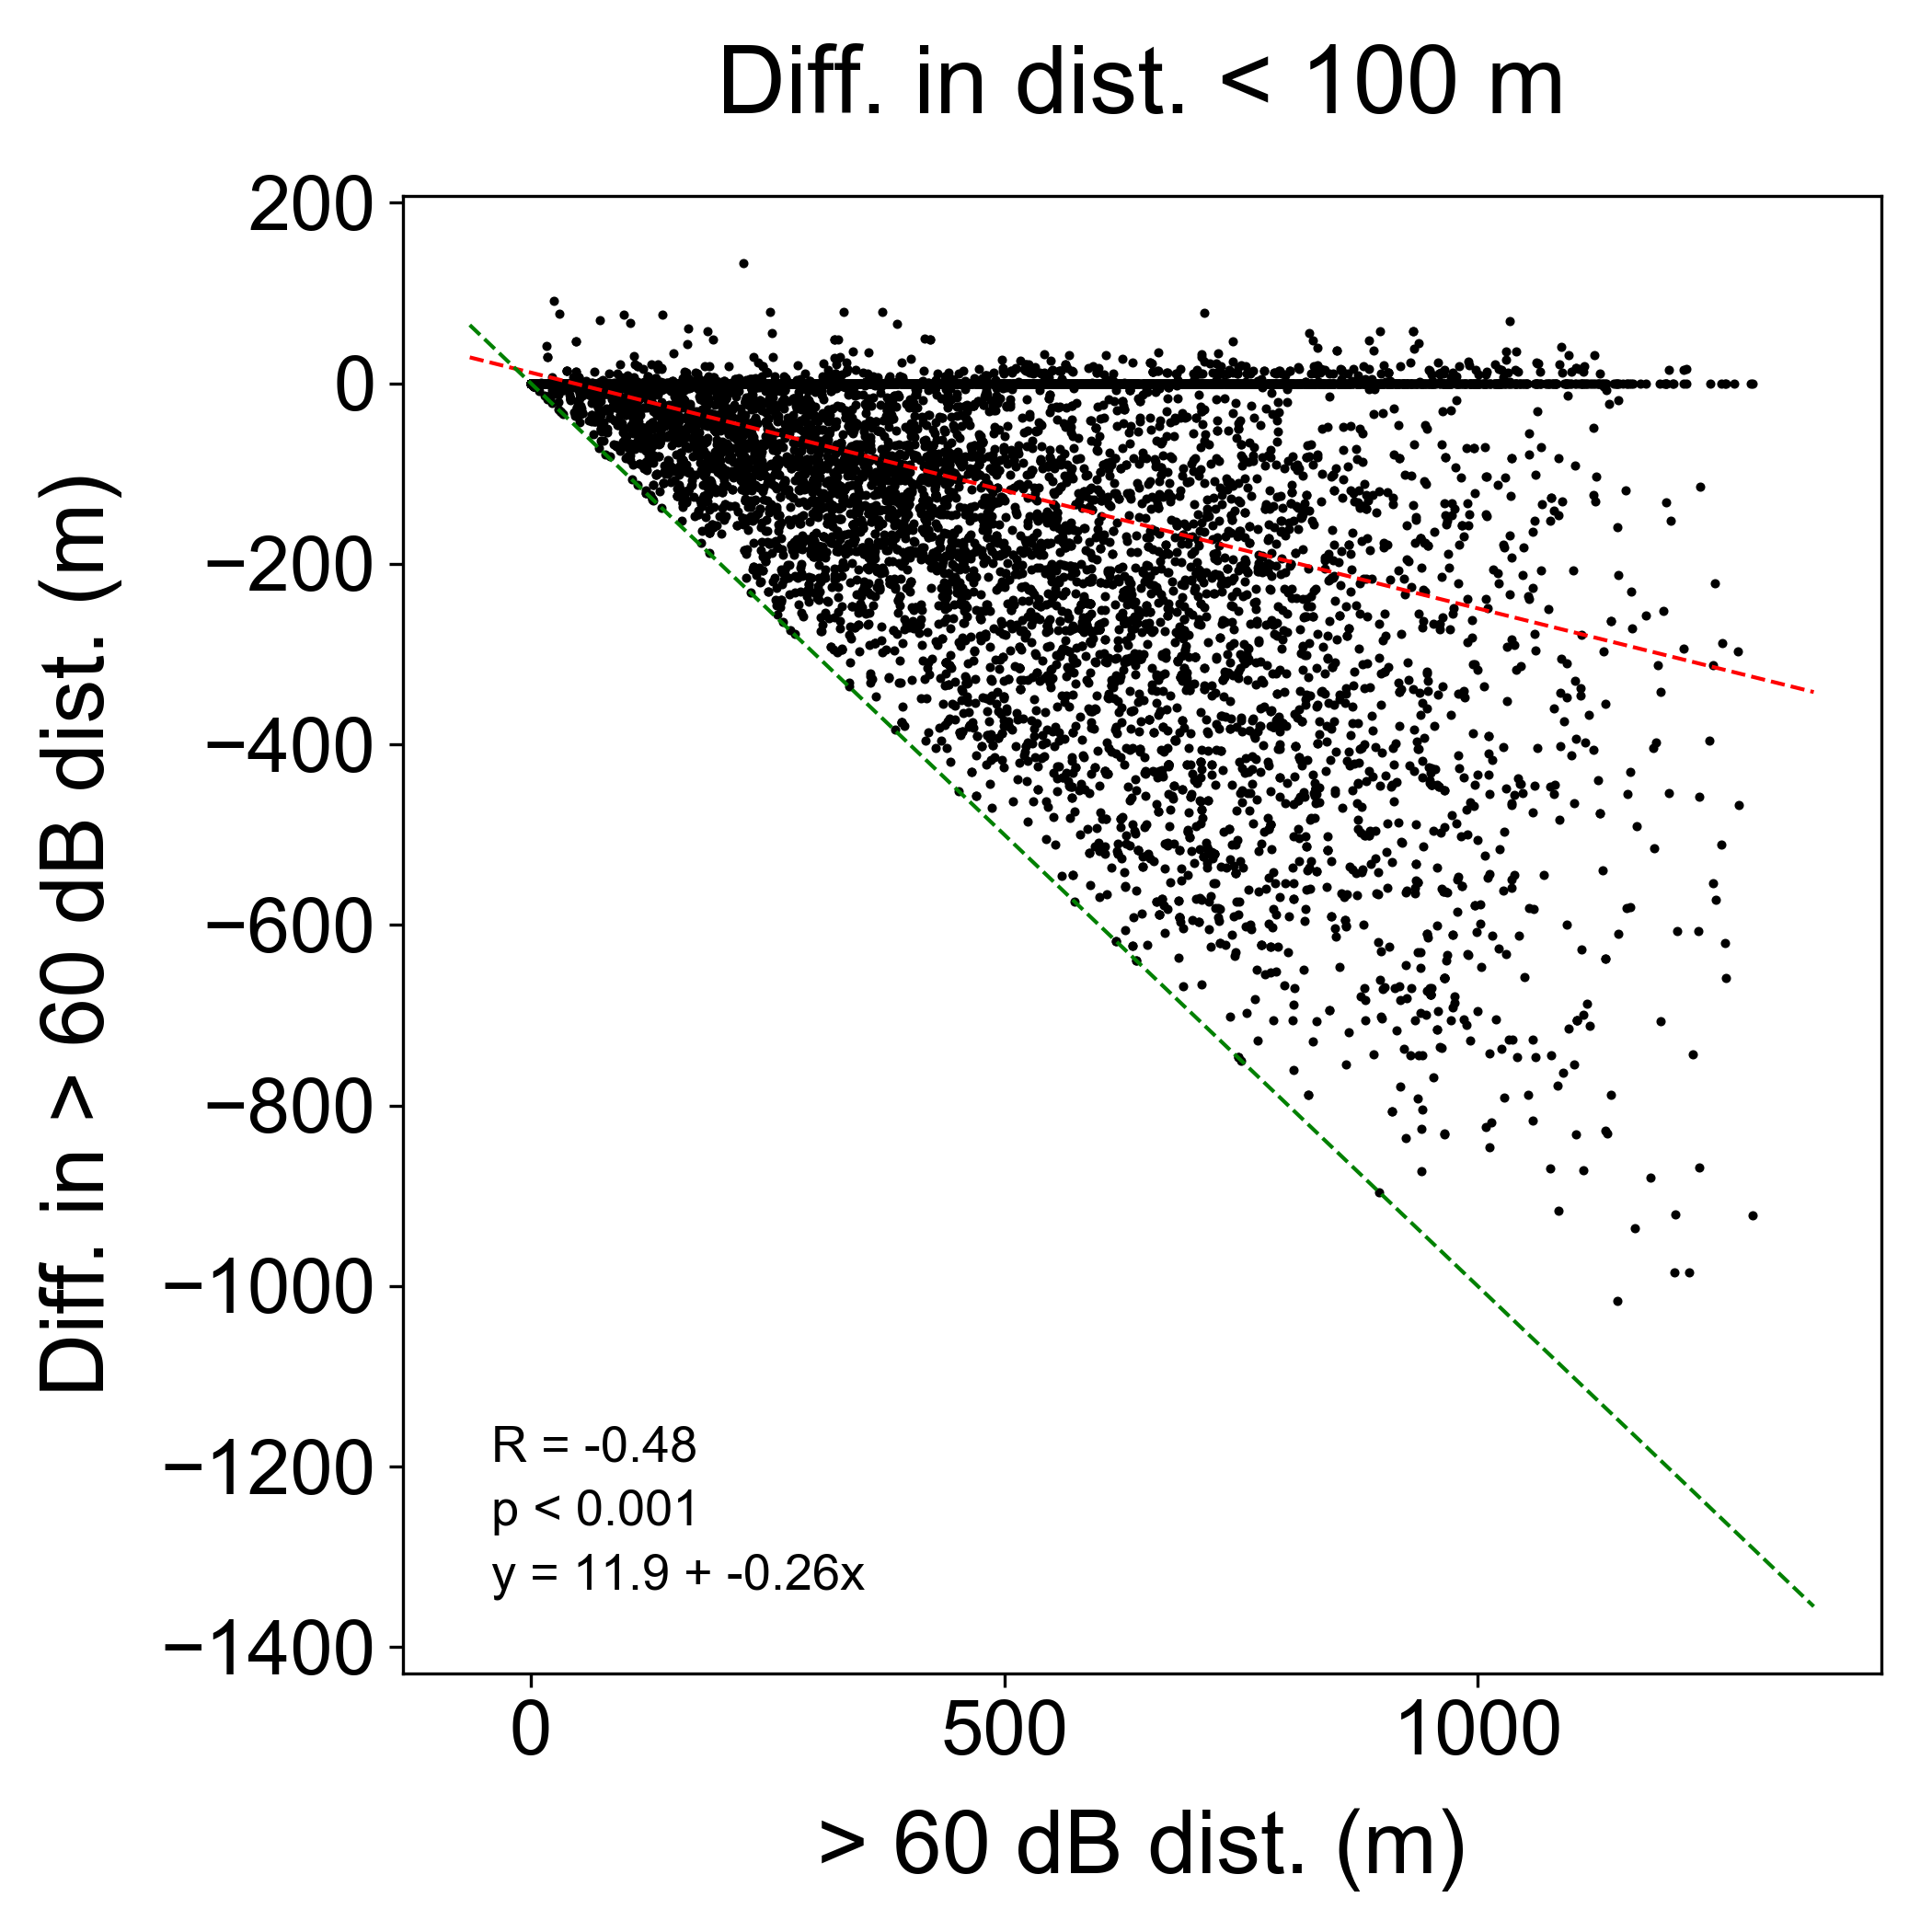 Diff. in dist. < 100 m
200
0
−200
−400
−600
−800
−1000
−1200
−1400
Diff. in > 60 dB dist. (m)
R = -0.48
p < 0.001
y = 11.9 + -0.26x
0 500 1000
> 60 dB dist. (m)